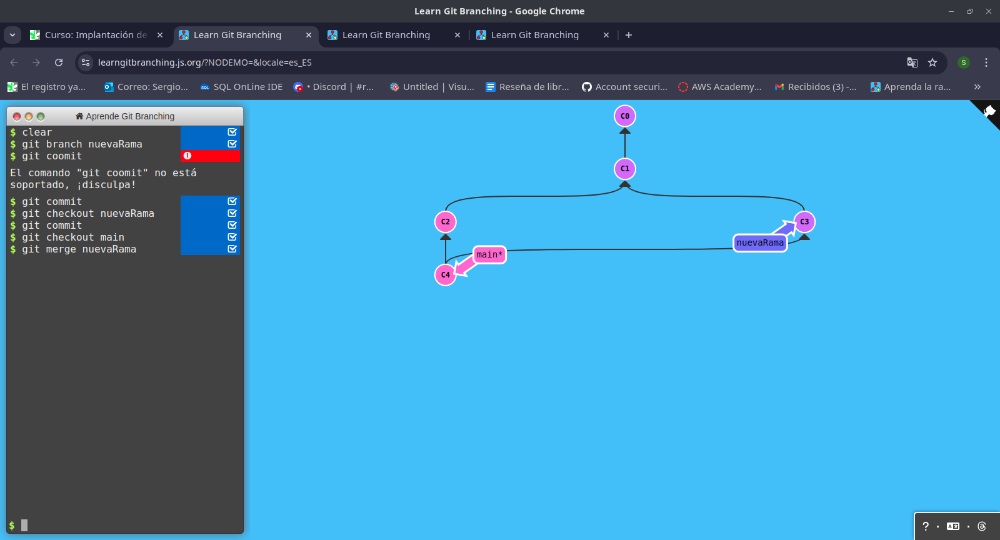 Learn Git Branching - Google Chrome
Curso: Implantación de
Learn Git Branching
Learn Git Branching
Learn Git Branching
learngitbranching.js.org/?NODEMO=&locale=es_ES
S
El registro ya...
Correo: Sergio...
SQL OnLine IDE
• Discord | #r...
Untitled | Visu...
Reseña de libr...
Account securi...
AWS Academy...
Recibidos (3) -...
Aprenda la ra...
Aprende Git Branching
$ clear
$ git branch nuevaRama
$ git coomit
El comando "git coomit" no está
soportado, ¡disculpa!
$ git commit
$ git checkout nuevaRama
$ git commit
$ git checkout main
$ git merge nuevaRama
$
C0
C1
C2
C3
nuevaRama
main*
C4
?